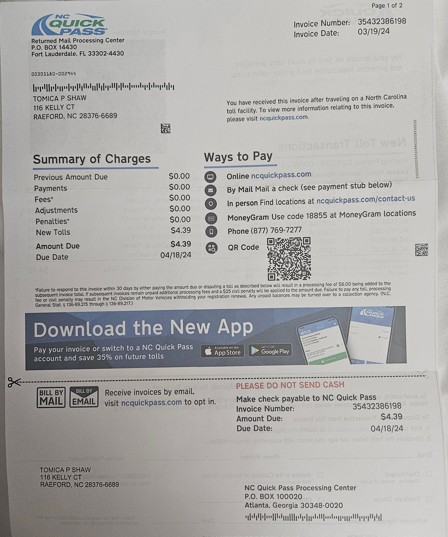 Page 1 of 2
NC
QUICK
PASS
Invoice Number: 35432386198
Invoice Date: 03/19/24
Returned Mail Processing Center
P.O. BOX 14430
Fort Lauderdale, FL 33302-4430
TOMICA P SHAW
116 KELLY CT
RAEFORD, NC 28376-6689
You have received this invoice after traveling on a North Carolina
toll facility. To view more information relating to this invoice,
please visit ncquickpass.com.
Summary of Charges
Previous Amount Due $0.00
Payments $0.00
Fees* $0.00
Adjustments $0.00
Penalties* $0.00
New Tolls $4.39
Amount Due $4.39
Due Date 04/18/24
Ways to Pay
Online ncquickpass.com
By Mail Mail a check (see payment stub below)
In person Find locations at ncquickpass.com/contact-us
MoneyGram Use code 18855 at MoneyGram locations
Phone (877) 769-7277
QR Code
*Failure to respond to this invoice within 30 days by either paying the amount due or disputing a toll as described below will result in a processing fee of $6.00 being added to the
subsequent invoice total. If subsequent invoices remain unpaid additional processing fees and a $25 civil penalty will be applied to the amount due. Failure to pay any toll, processing
fee or civil penalty may result in the NC Division of Motor Vehicles withholding your registration renewal. Any unpaid balances may be turned over to a collection agency. (N.C.
General Stat. § 136-89.215 through § 136-89.217)
Download the New App
Pay your invoice or switch to a NC Quick Pass
account and save 35% on future tolls
App Store
Google Play
BILL BY
MAIL
BILL BY
EMAIL
Receive invoices by email,
visit ncquickpass.com to opt in.
PLEASE DO NOT SEND CASH
Make check payable to NC Quick Pass
Invoice Number: 35432386198
Amount Due: $4.39
Due Date: 04/18/24
TOMICA P SHAW
116 KELLY CT
RAEFORD, NC 28376-6689
NC Quick Pass Processing Center
P.O. BOX 100020
Atlanta, Georgia 30348-0020